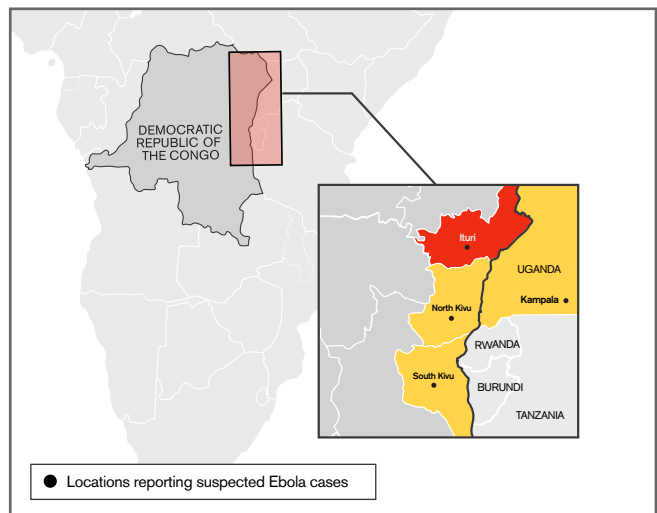 DEMOCRATIC
REPUBLIC OF
THE CONGO
Ituri
UGANDA
Kampala
North Kivu
RWANDA
South Kivu
BURUNDI
TANZANIA
Locations reporting suspected Ebola cases